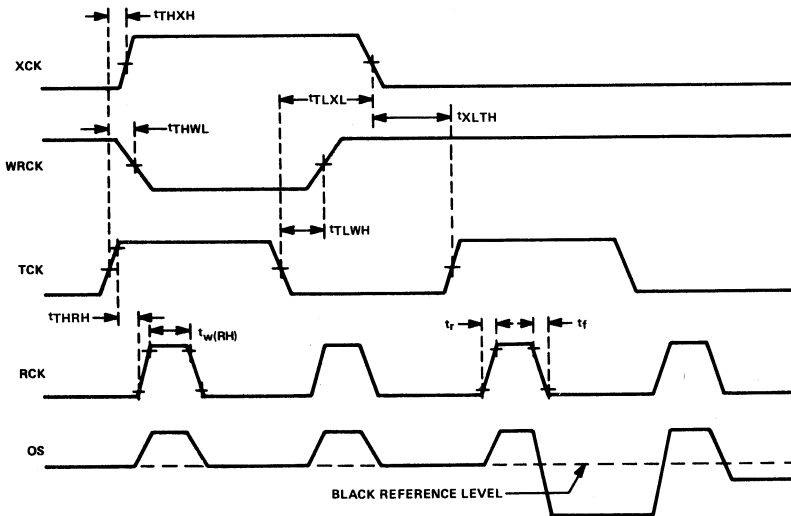 tTHXH
XCK
tTLXL
tXLTH
tTHWL
WRCK
tTLWH
TCK
tTHRH
tw(RH)
tr
tf
RCK
OS
BLACK REFERENCE LEVEL